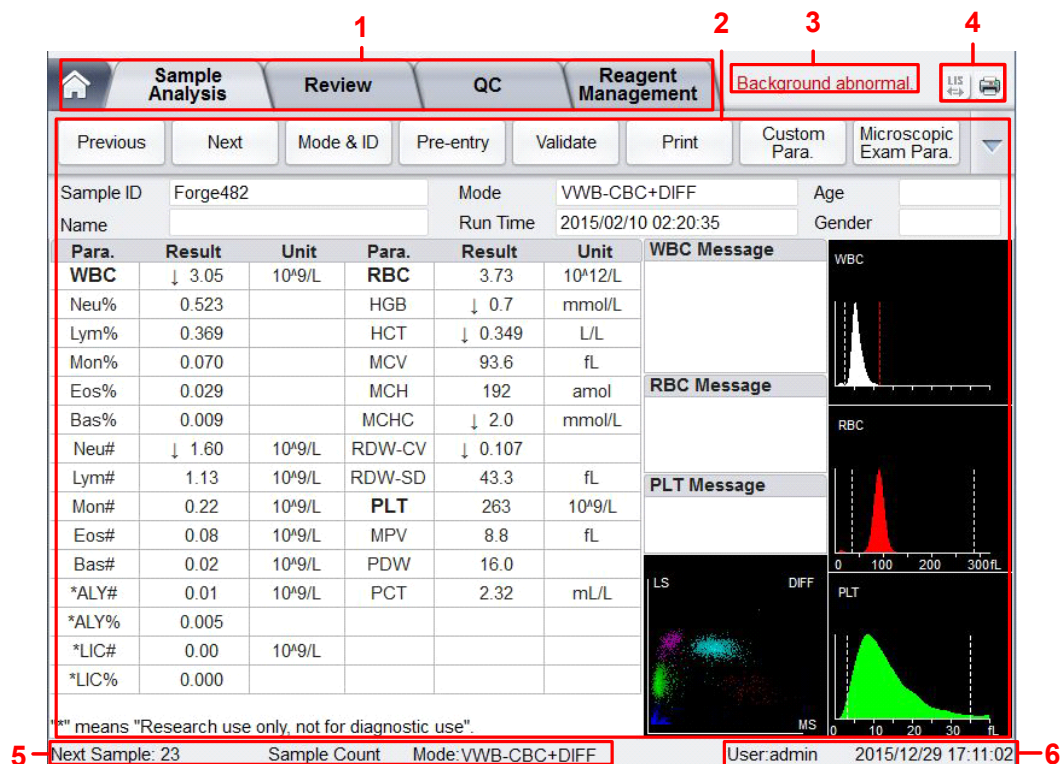 1
2
3
4
Sample Analysis Review QC Reagent Management Background abnormal. LIS
Previous Next Mode & ID Pre-entry Validate Print Custom Para. Microscopic Exam Para.
Sample ID Forge482 Mode VWB-CBC+DIFF Age
Name Run Time 2015/02/10 02:20:35 Gender
Para. Result Unit Para. Result Unit
WBC ↓ 3.05 10^9/L RBC 3.73 10^12/L
Neu% 0.523 HGB ↓ 0.7 mmol/L
Lym% 0.369 HCT ↓ 0.349 L/L
Mon% 0.070 MCV 93.6 fL
Eos% 0.029 MCH 192 amol
Bas% 0.009 MCHC ↓ 2.0 mmol/L
Neu# ↓ 1.60 10^9/L RDW-CV ↓ 0.107
Lym# 1.13 10^9/L RDW-SD 43.3 fL
Mon# 0.22 10^9/L PLT 263 10^9/L
Eos# 0.08 10^9/L MPV 8.8 fL
Bas# 0.02 10^9/L PDW 16.0
*ALY# 0.01 10^9/L PCT 2.32 mL/L
*ALY% 0.005
*LIC# 0.00 10^9/L
*LIC% 0.000
"*" means "Research use only, not for diagnostic use".
WBC Message
RBC Message
PLT Message
LS DIFF
MS
WBC
RBC
0 100 200 300 fL
PLT
0 10 20 30 fL
5
Next Sample: 23 Sample Count Mode:VWB-CBC+DIFF User:admin 2015/12/29 17:11:02
6